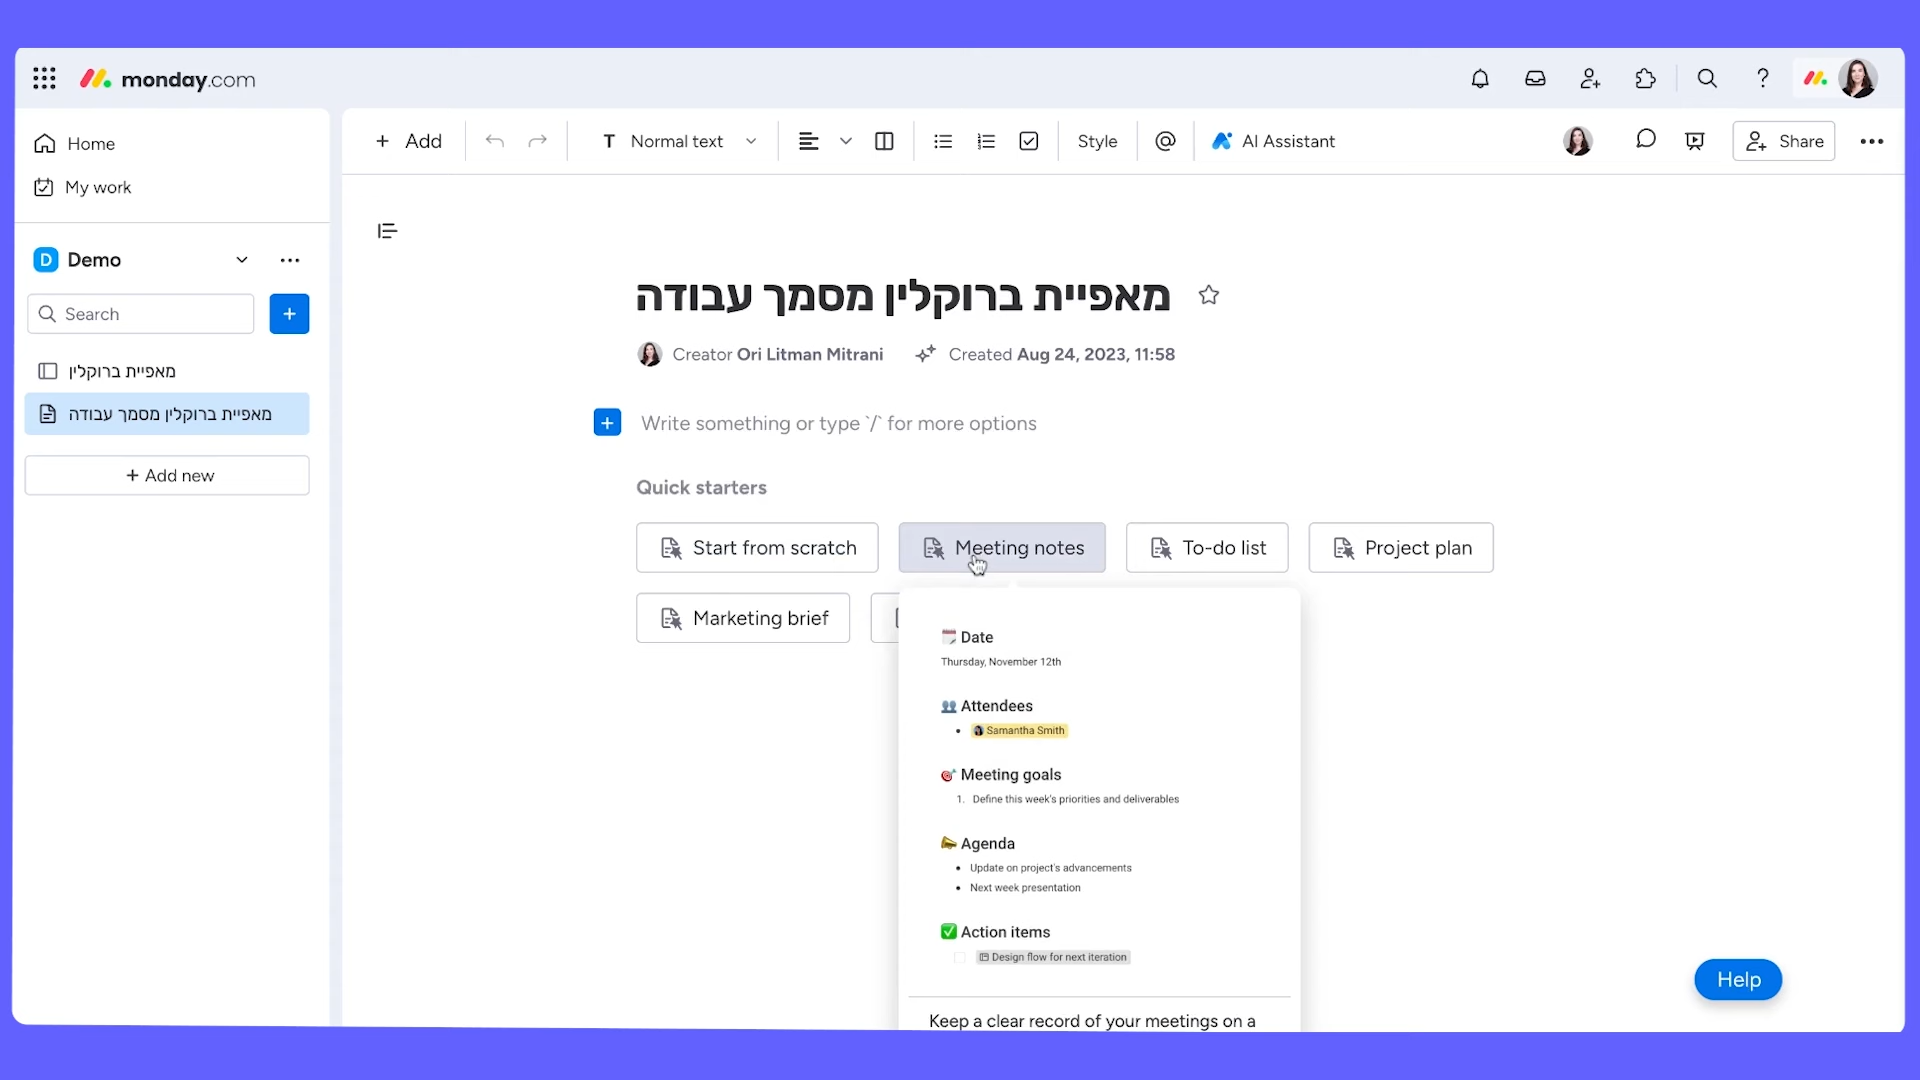 monday.com
Home
My work
D Demo
Search
מאפיית ברוקלין
מאפיית ברוקלין מסמך עבודה
+ Add new
+ Add
T Normal text
Style
@
AI Assistant
Share
מאפיית ברוקלין מסמך עבודה
Creator Ori Litman Mitrani
Created Aug 24, 2023, 11:58
Write something or type `/` for more options
Quick starters
Start from scratch
Meeting notes
To-do list
Project plan
Marketing brief
Date
Thursday, November 12th
Attendees
• Samantha Smith
Meeting goals
1. Define this week's priorities and deliverables
Agenda
• Update on project's advancements
• Next week presentation
Action items
Design flow for next iteration
Keep a clear record of your meetings on a
Help